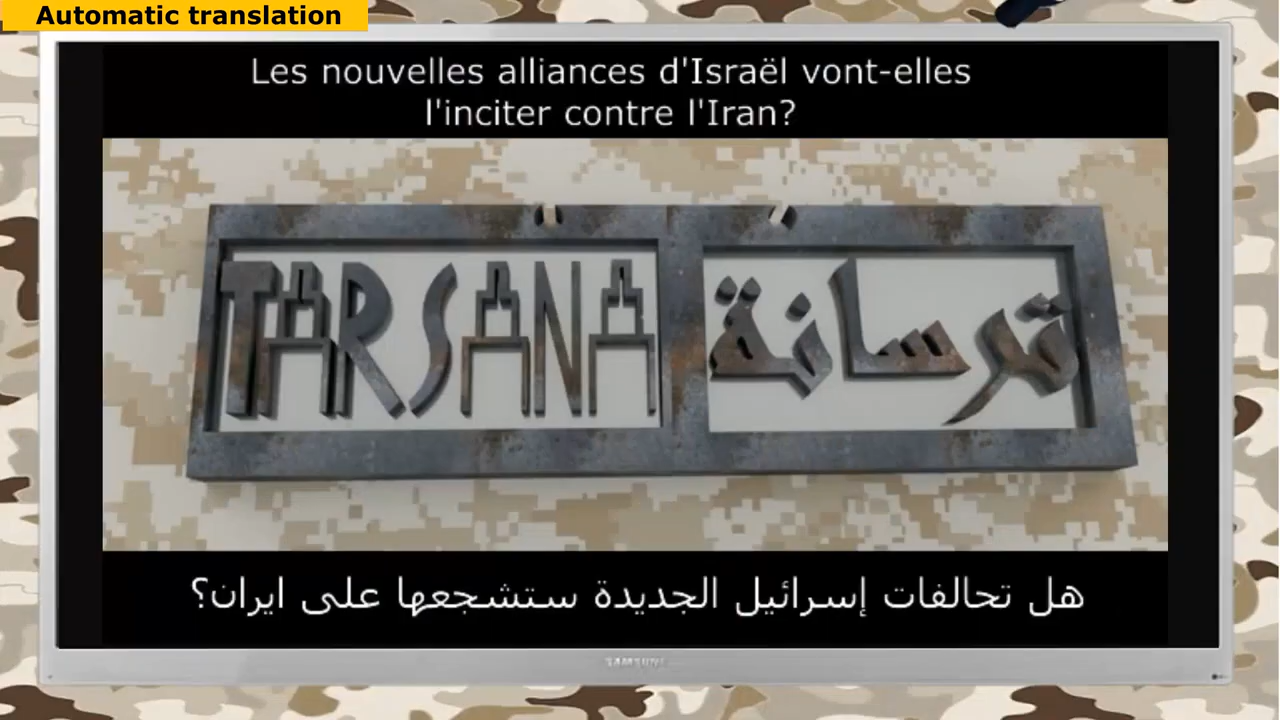 Automatic translation
Les nouvelles alliances d'Israël vont-elles
l'inciter contre l'Iran?
TARSANA ترسانة
هل تحالفات إسرائيل الجديدة ستشجعها على ايران؟
SAMSUNG